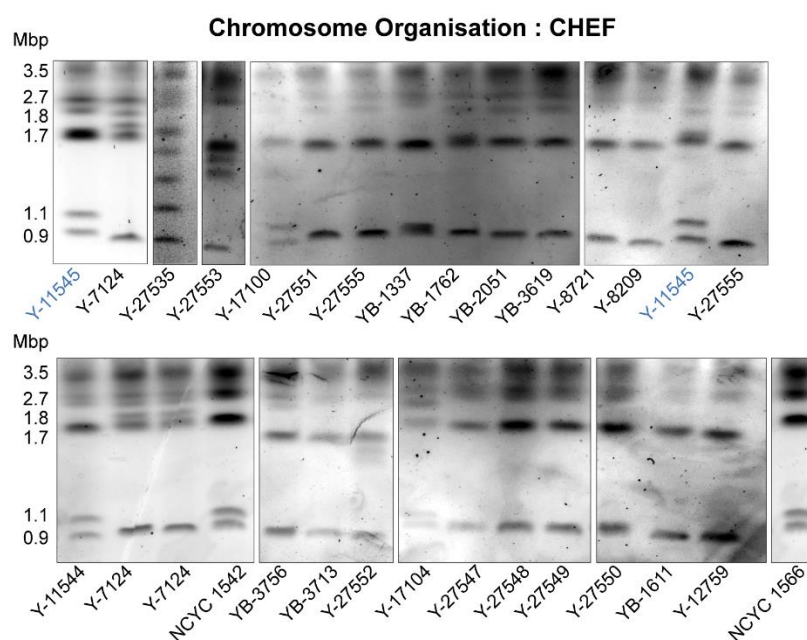 Chromosome Organisation : CHEF
Mbp
3.5
2.7
1.8
1.7
1.1
0.9
Y-11545 Y-7124 Y-27535 Y-27553 Y-17100 Y-27551 Y-27555 YB-1337 YB-1762 YB-2051 YB-3619 Y-8721 Y-8209 Y-11545 Y-27555
Mbp
3.5
2.7
1.8
1.7
1.1
0.9
Y-11544 Y-7124 Y-7124 NCYC 1542 YB-3756 YB-3713 Y-27552 Y-17104 Y-27547 Y-27548 Y-27549 Y-27550 YB-1611 Y-12759 NCYC 1566